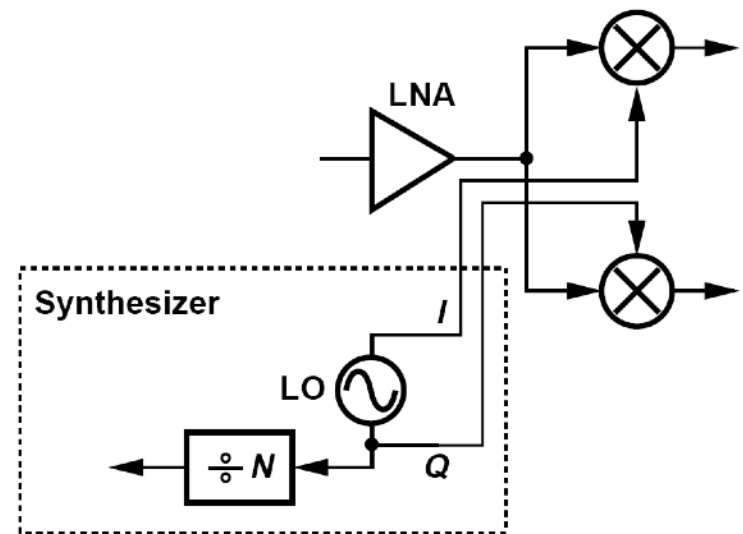 LNA
Synthesizer
I
LO
÷ N
Q